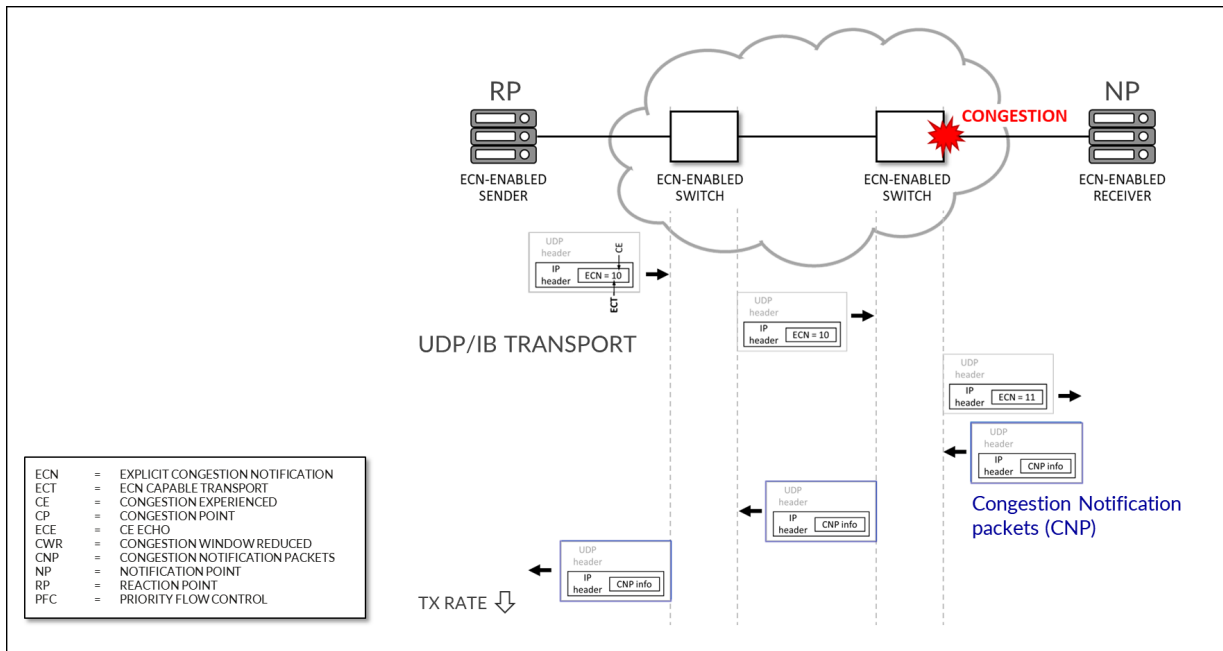 RP
NP
CONGESTION
ECN-ENABLED
SENDER
ECN-ENABLED
SWITCH
ECN-ENABLED
SWITCH
ECN-ENABLED
RECEIVER
UDP
header
IP
header
ECN = 10
CE
ECT
UDP/IB TRANSPORT
UDP
header
IP
header
ECN = 10
UDP
header
IP
header
ECN = 11
UDP
header
IP
header
CNP info
Congestion Notification
packets (CNP)
UDP
header
IP
header
CNP info
UDP
header
IP
header
CNP info
TX RATE
ECN = EXPLICIT CONGESTION NOTIFICATION
ECT = ECN CAPABLE TRANSPORT
CE = CONGESTION EXPERIENCED
CP = CONGESTION POINT
ECE = CE ECHO
CWR = CONGESTION WINDOW REDUCED
CNP = CONGESTION NOTIFICATION PACKETS
NP = NOTIFICATION POINT
RP = REACTION POINT
PFC = PRIORITY FLOW CONTROL